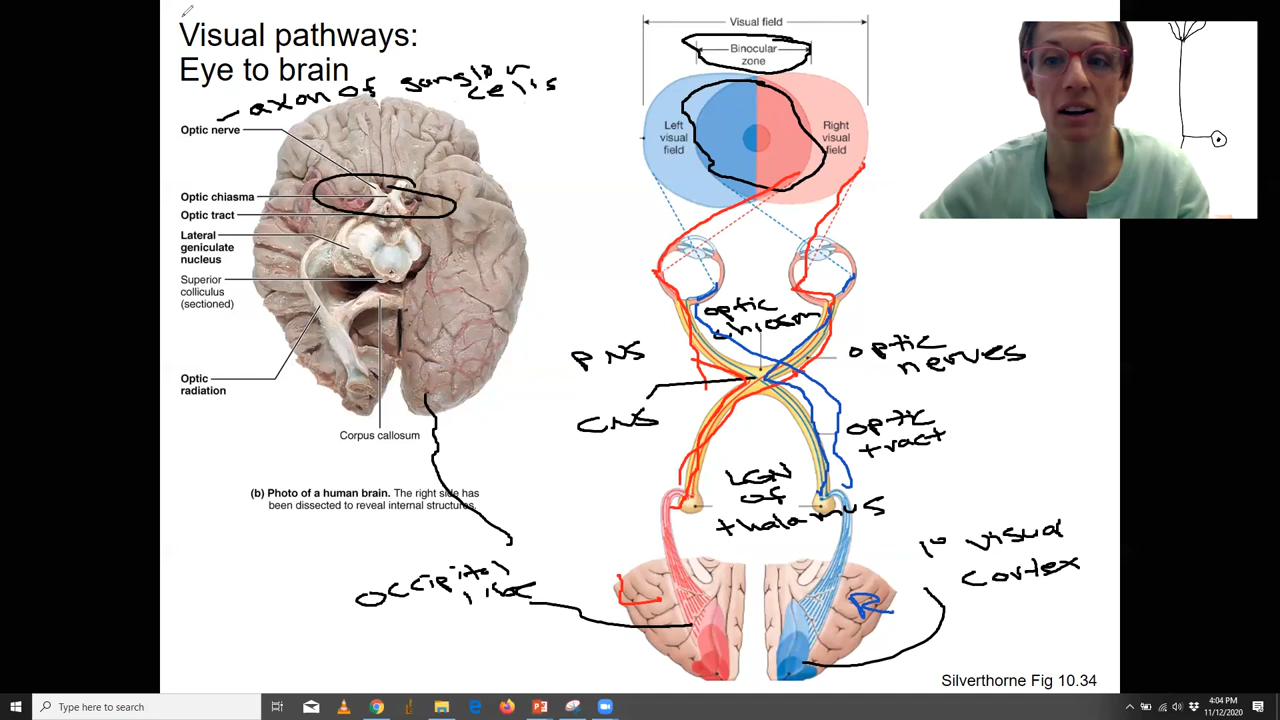 Visual pathways:
Eye to brain
axon of ganglion
cells
Optic nerve
Optic chiasma
Optic tract
Lateral
geniculate
nucleus
Superior
colliculus
(sectioned)
Optic
radiation
Corpus callosum
(b) Photo of a human brain. The right side has
been dissected to reveal internal structures.
Visual field
Binocular
zone
Left
visual
field
Right
visual
field
optic
chiasm
PNS
CNS
optic
nerves
optic
tract
LGN
of
thalamus
1° visual
cortex
occipital
Silverthorne Fig 10.34
Type here to search
4:04 PM
11/12/2020